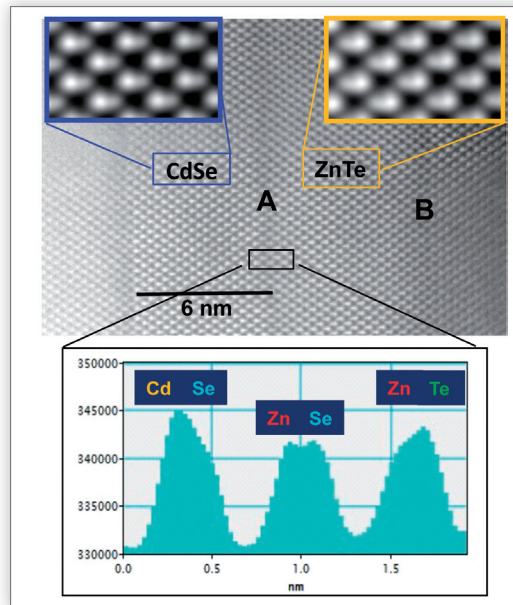 CdSe
ZnTe
A
B
6 nm
350000
345000
340000
335000
330000
Cd Se
Zn Se
Zn Te
0.0 0.5 1.0 1.5
nm